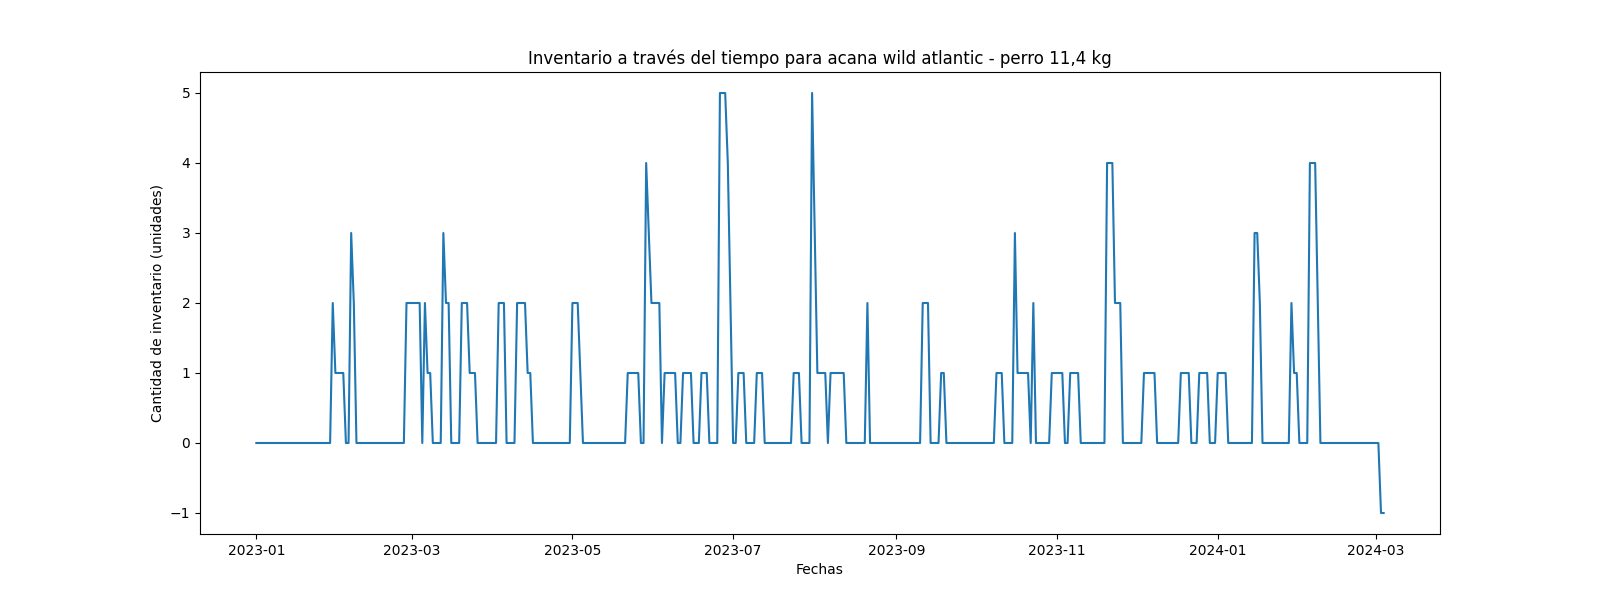 Inventario a través del tiempo para acana wild atlantic - perro 11,4 kg
Cantidad de inventario (unidades)
5
4
3
2
1
0
−1
2023-01 2023-03 2023-05 2023-07 2023-09 2023-11 2024-01 2024-03
Fechas